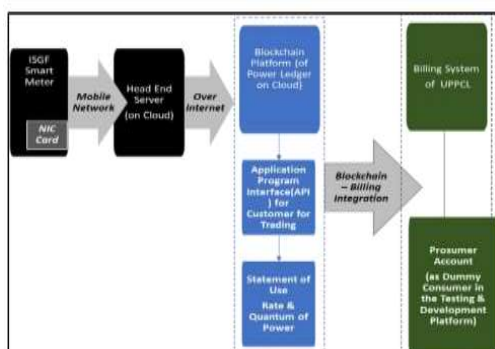 ISGF
Smart
Meter
NIC
Card
Mobile
Network
Head End
Server
(on Cloud)
Over
Internet
Blockchain
Platform (of
Power Ledger
on Cloud)
Application
Program
Interface(API
) for
Customer for
Trading
Statement of
Use
Rate &
Quantum of
Power
Blockchain
– Billing
Integration
Billing System
of UPPCL
Prosumer
Account
(as Dummy
Consumer in
the Testing &
Development
Platform)